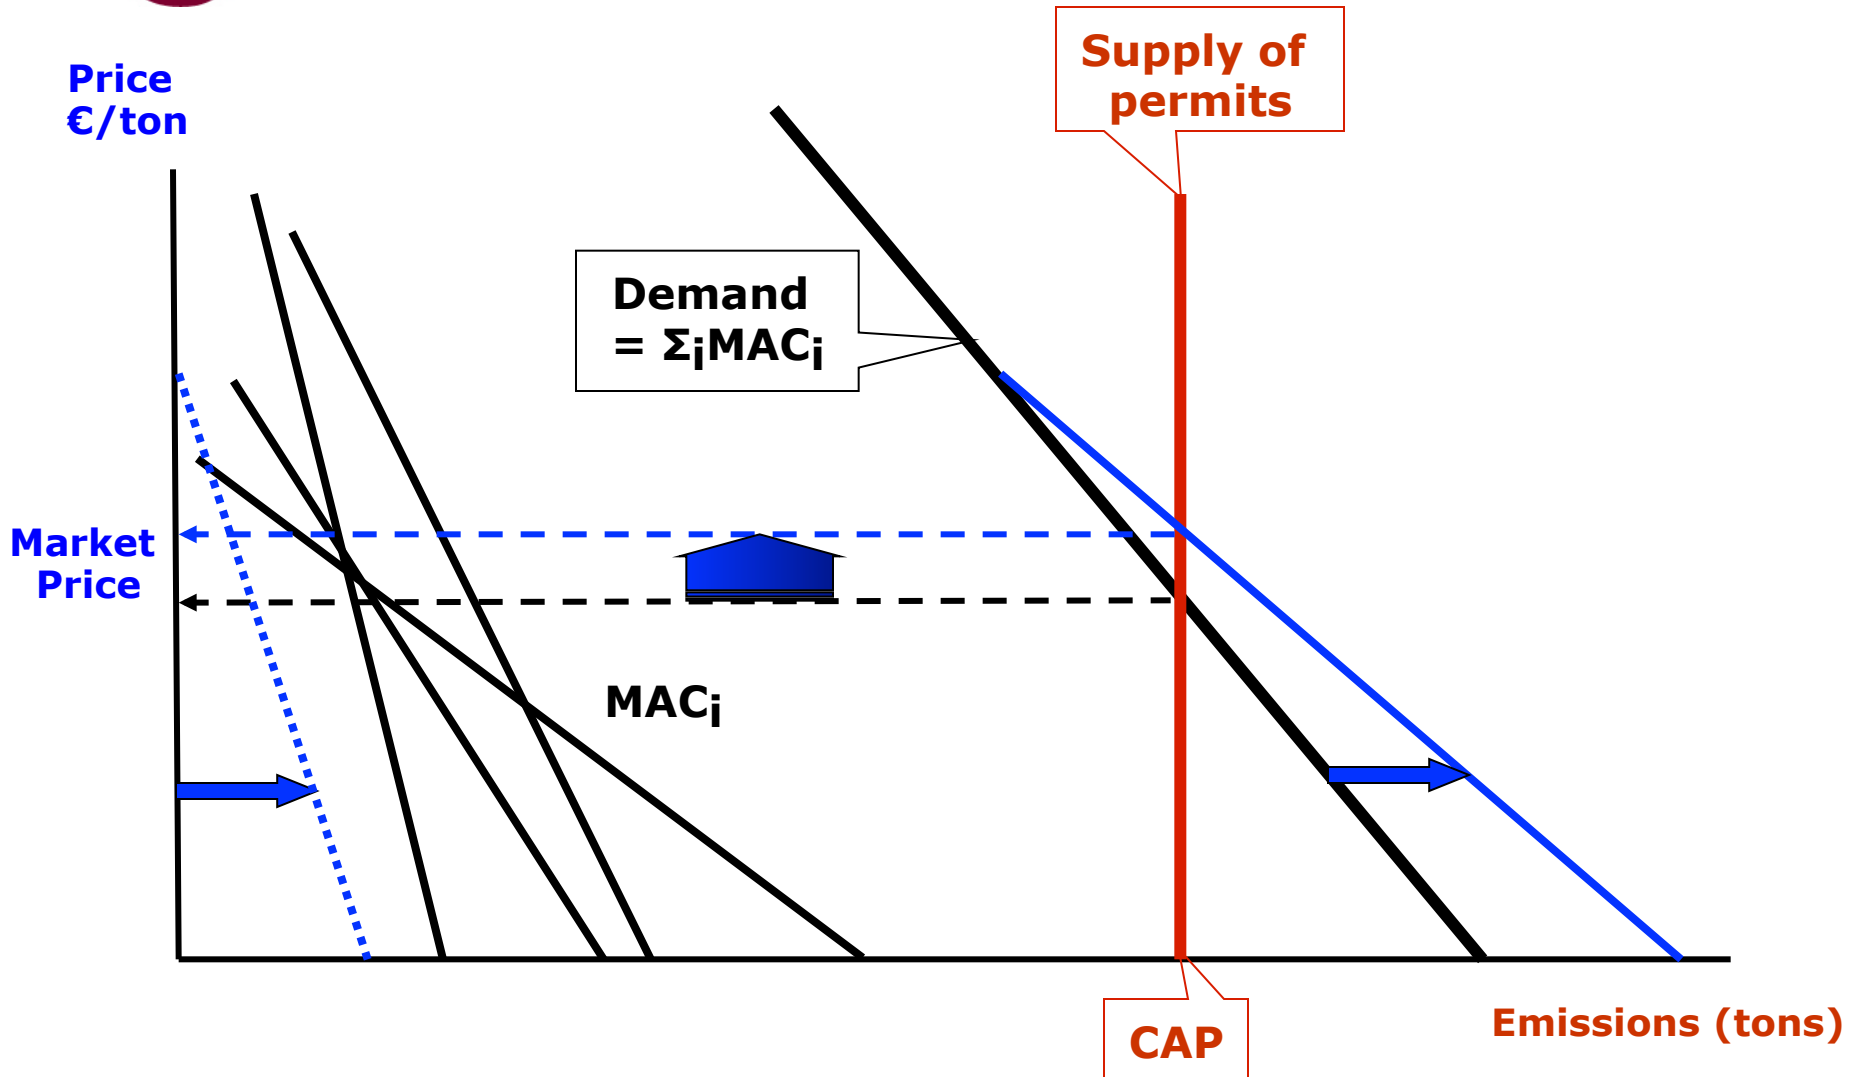 Price
€/ton
Supply of
permits
Demand
= ΣᵢMACᵢ
Market
Price
MACᵢ
CAP
Emissions (tons)